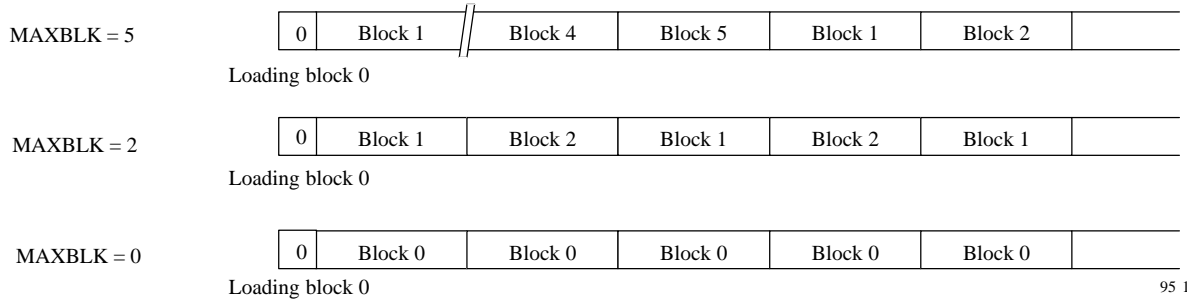 MAXBLK = 5 0 Block 1 Block 4 Block 5 Block 1 Block 2
Loading block 0
MAXBLK = 2 0 Block 1 Block 2 Block 1 Block 2 Block 1
Loading block 0
MAXBLK = 0 0 Block 0 Block 0 Block 0 Block 0 Block 0
Loading block 0 95 1